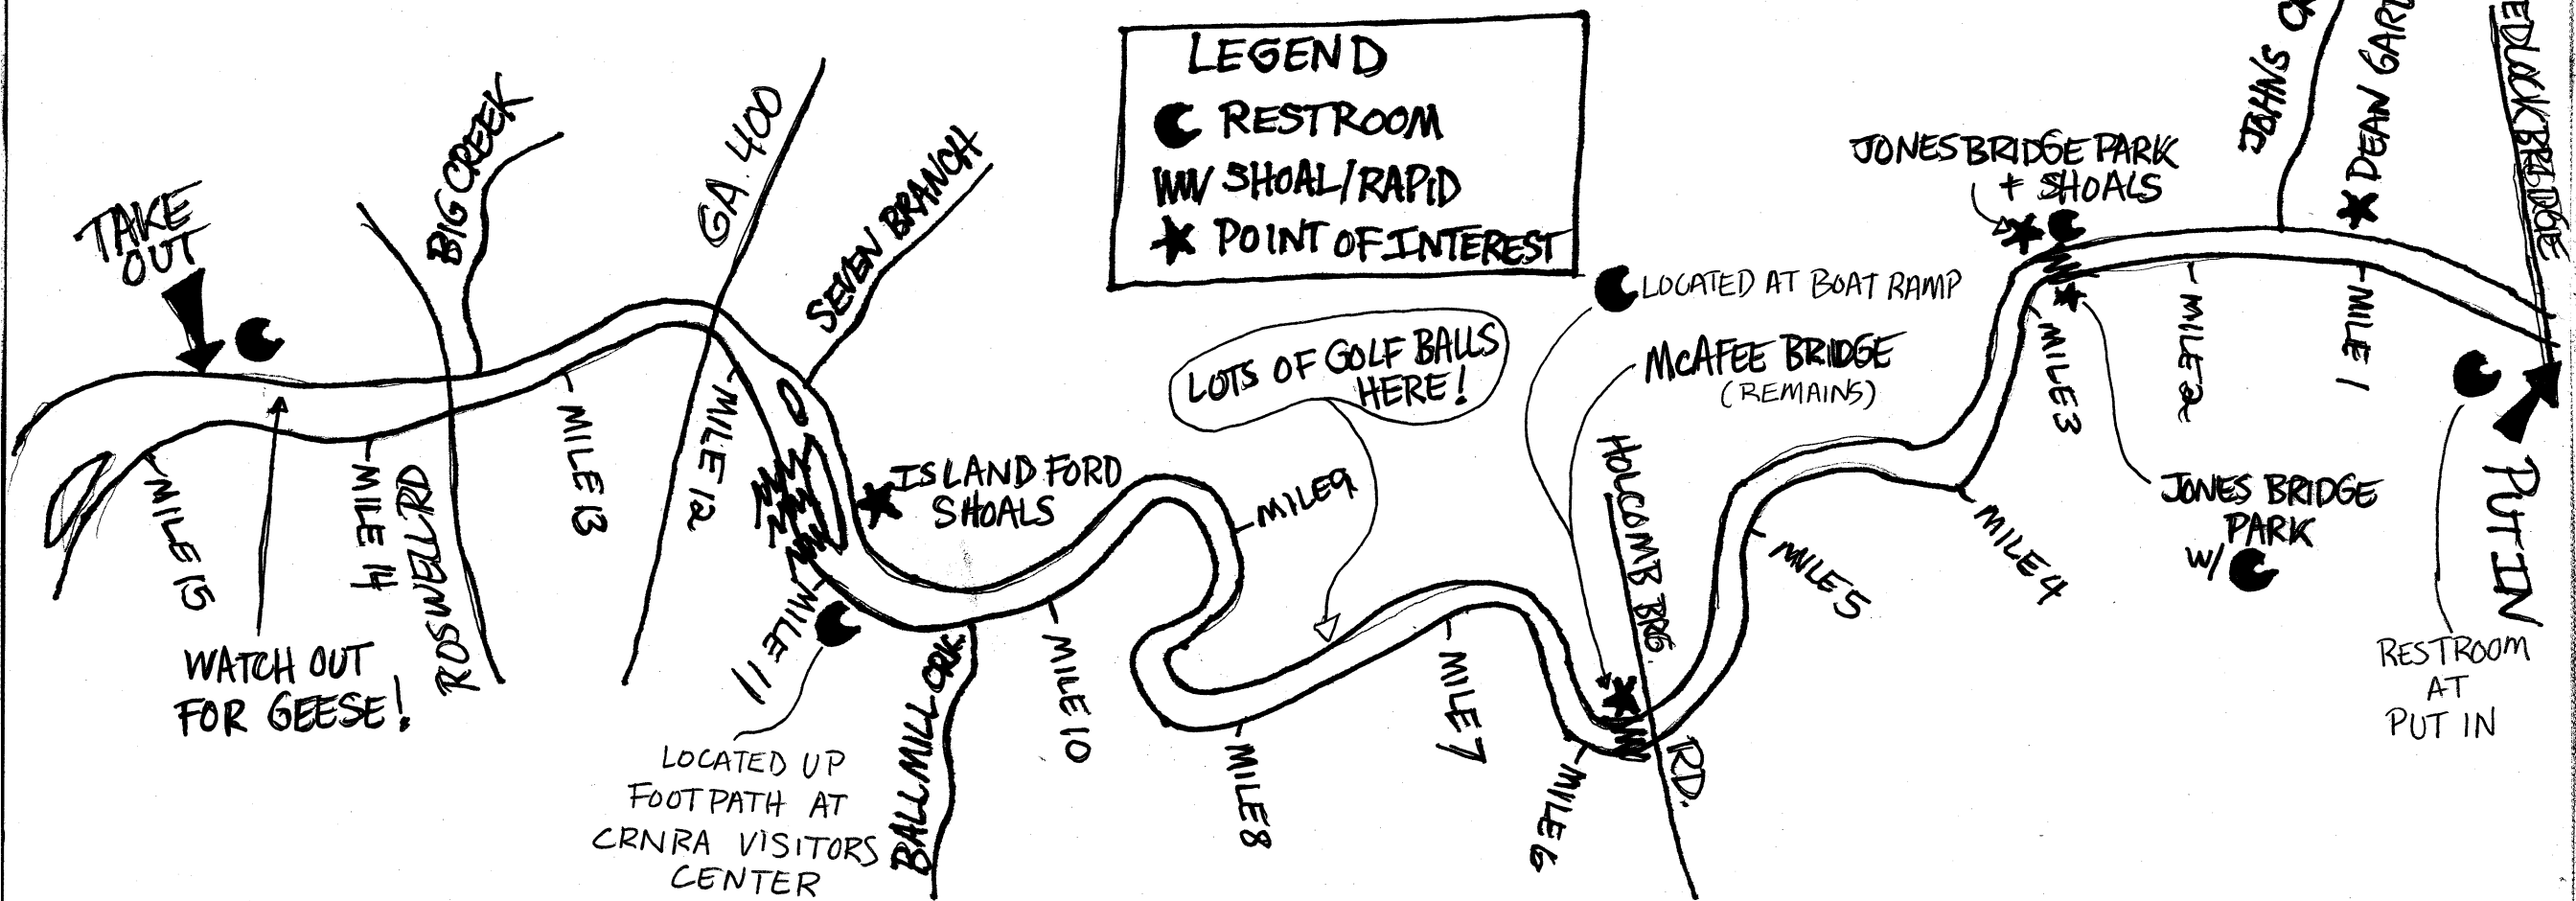 LEGEND
RESTROOM
SHOAL/RAPID
POINT OF INTEREST
TAKE
OUT
BIG CREEK
GA. 400
SEVEN BRANCH
JONES BRIDGE PARK
+ SHOALS
JOHNS
DEAN
BRIDGE
LOCATED AT BOAT RAMP
McAFEE BRIDGE
(REMAINS)
LOTS OF GOLF BALLS
HERE!
ISLAND FORD
SHOALS
HOLCOMB BRG.
RD.
JONES BRIDGE
PARK
W/
PUT IN
RESTROOM
AT
PUT IN
MILE 1
MILE 2
MILE 3
MILE 4
MILE 5
MILE 6
MILE 7
MILE 8
MILE 9
MILE 10
MILE 11
MILE 12
MILE 13
MILE 14
MILE 15
ROSWELL RD
WATCH OUT
FOR GEESE!
LOCATED UP
FOOTPATH AT
CRNRA VISITORS
CENTER
BALL MILL CRK.